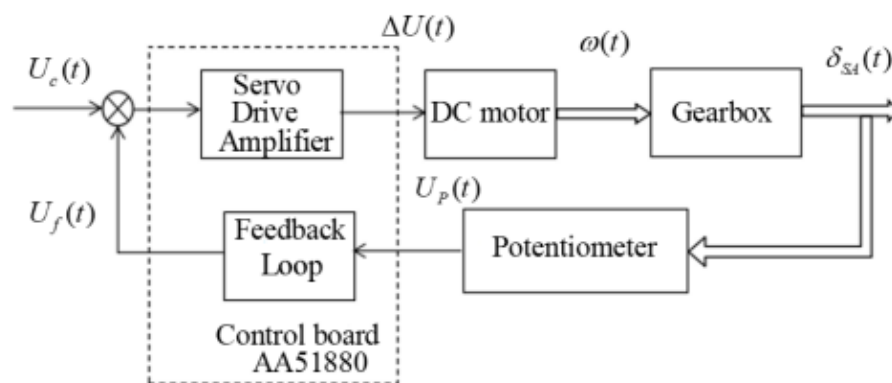 ΔU(t)
ω(t)
δ_SA(t)
U_c(t)
Servo
Drive
Amplifier
DC motor
Gearbox
U_P(t)
U_f(t)
Feedback
Loop
Potentiometer
Control board
AA51880